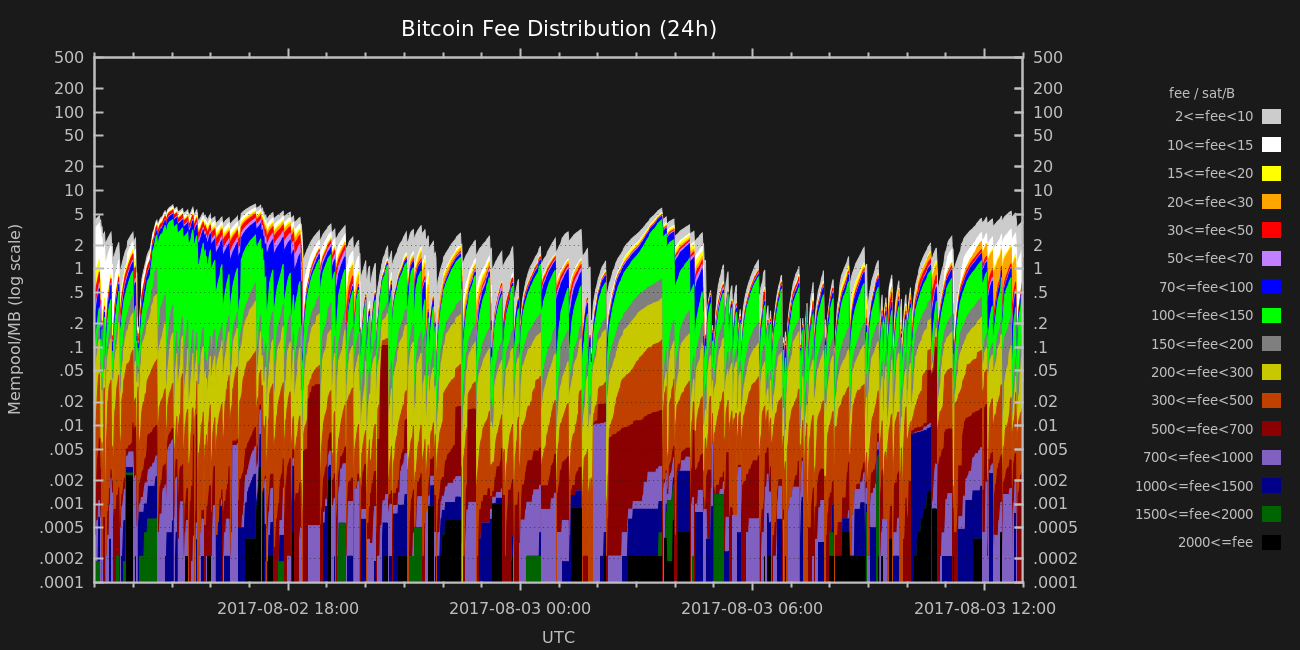 Bitcoin Fee Distribution (24h)
500
200
100
50
20
10
5
2
1
.5
.2
.1
.05
.02
.01
.005
.002
.001
.0005
.0002
.0001
Mempool/MB (log scale)
500
200
100
50
20
10
5
2
1
.5
.2
.1
.05
.02
.01
.005
.002
.001
.0005
.0002
.0001
2017-08-02 18:00 2017-08-03 00:00 2017-08-03 06:00 2017-08-03 12:00
UTC
fee / sat/B
2<=fee<10
10<=fee<15
15<=fee<20
20<=fee<30
30<=fee<50
50<=fee<70
70<=fee<100
100<=fee<150
150<=fee<200
200<=fee<300
300<=fee<500
500<=fee<700
700<=fee<1000
1000<=fee<1500
1500<=fee<2000
2000<=fee